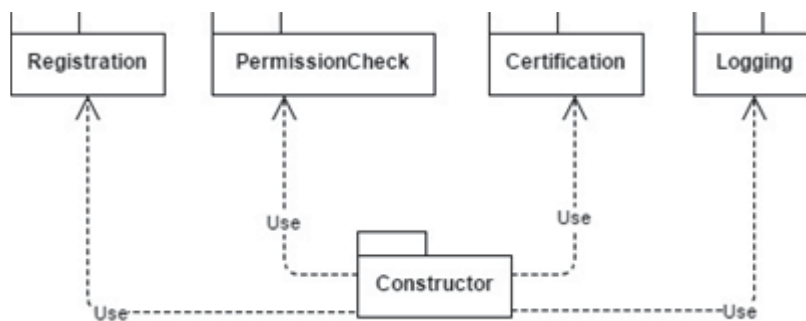 Registration
PermissionCheck
Certification
Logging
Use
Use
Constructor
Use
Use